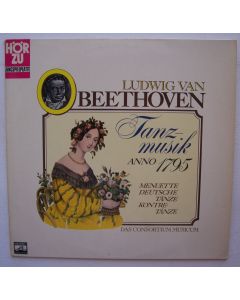 HÖR
ZU
LUDWIG VAN
BEETHOVEN
Tanz-
musik
ANNO 1795
MENUETTE
DEUTSCHE
TÄNZE
KONTRE-
TÄNZE
DAS CONSORTIUM MUSICUM